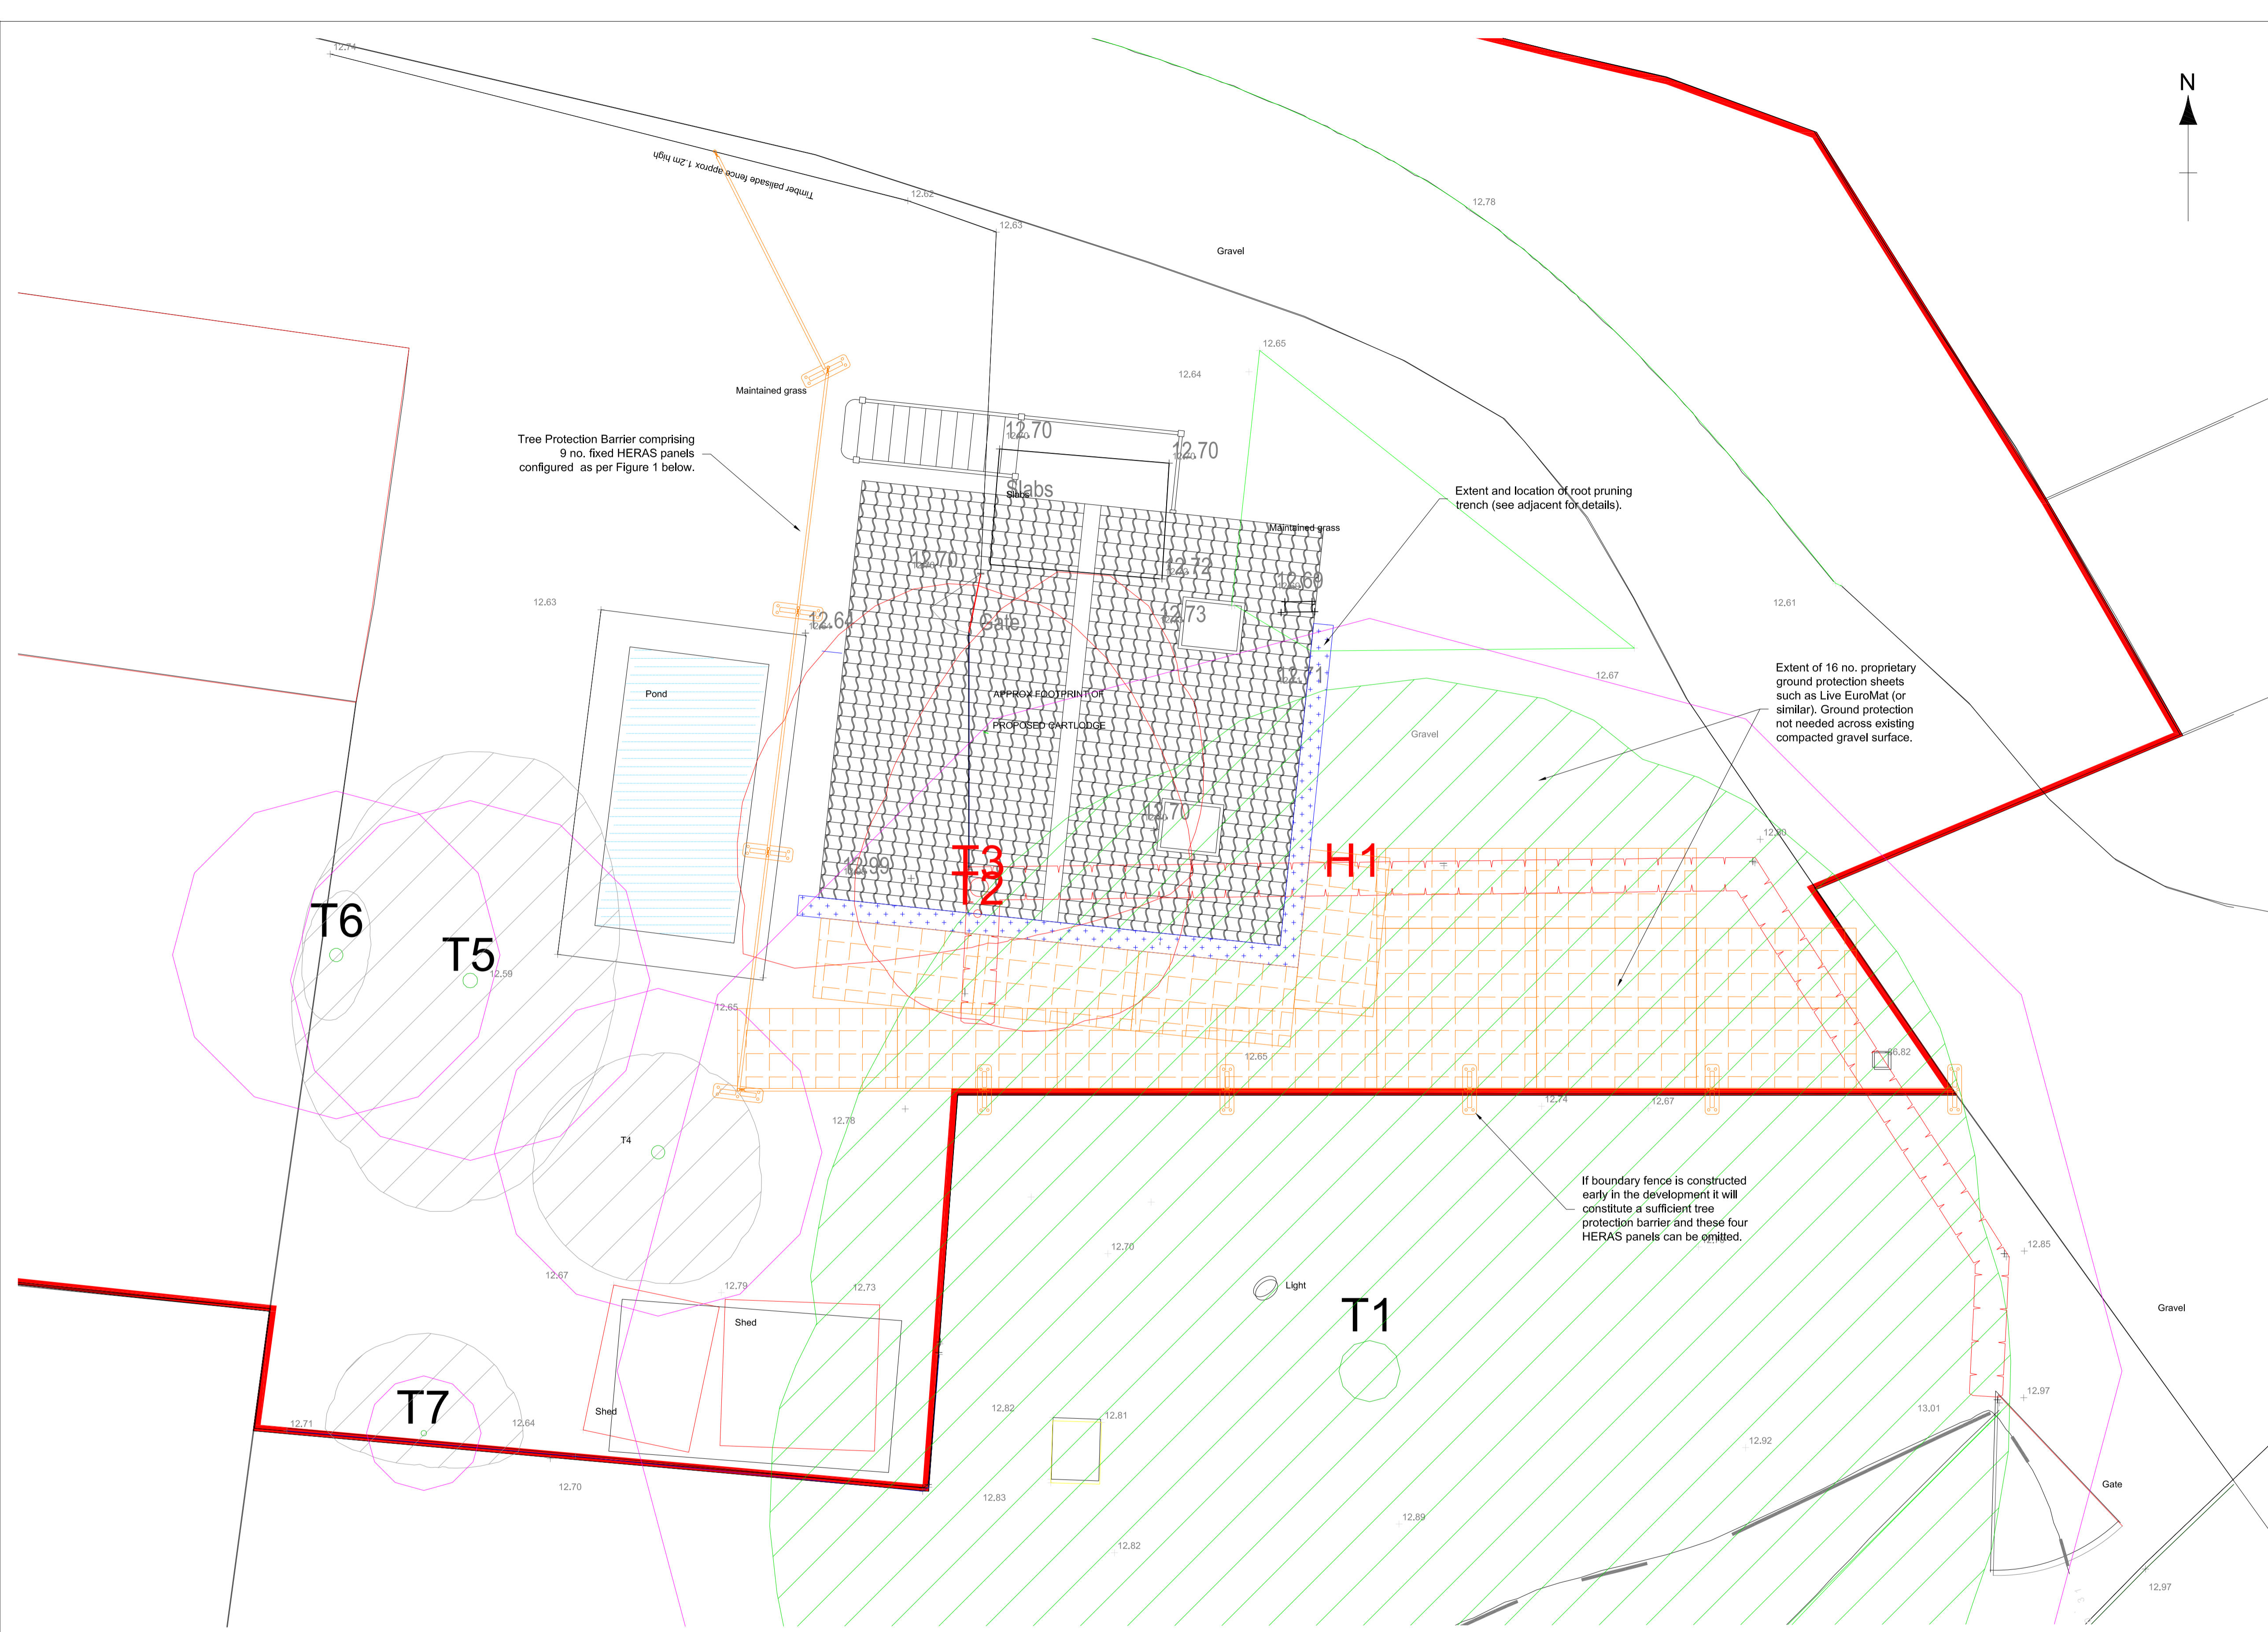 12.74
N
Timber palisade fence approx 1.2m high
12.62
12.78
12.63
Gravel
12.65
12.64
Maintained grass
12.70
12.70
Tree Protection Barrier comprising
9 no. fixed HERAS panels
configured as per Figure 1 below.
Slabs
Slabs
Extent and location of root pruning
trench (see adjacent for details).
Maintained grass
12.70
12.72
12.69
12.63
12.64
Gate
12.73
12.61
12.71
12.67
Extent of 16 no. proprietary
ground protection sheets
such as Live EuroMat (or
similar). Ground protection
not needed across existing
compacted gravel surface.
Pond
APPROX FOOTPRINT OF
PROPOSED CARTLODGE
Gravel
12.70
12.80
12.99
T3
T2
H1
T6
T5
12.59
12.65
12.65
86.82
12.74
12.67
12.78
T4
If boundary fence is constructed
early in the development it will
constitute a sufficient tree
protection barrier and these four
HERAS panels can be omitted.
12.70
12.85
12.67
12.79
12.73
Light
T1
Gravel
Shed
Shed
T7
12.71
12.64
12.82
12.81
12.97
13.01
12.92
12.70
12.83
Gate
12.89
12.82
12.97